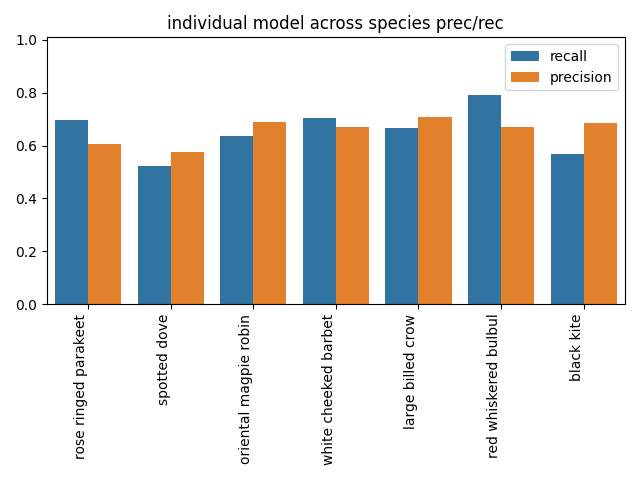 individual model across species prec/rec
1.0
0.8
0.6
0.4
0.2
0.0
recall
precision
rose ringed parakeet
spotted dove
oriental magpie robin
white cheeked barbet
large billed crow
red whiskered bulbul
black kite